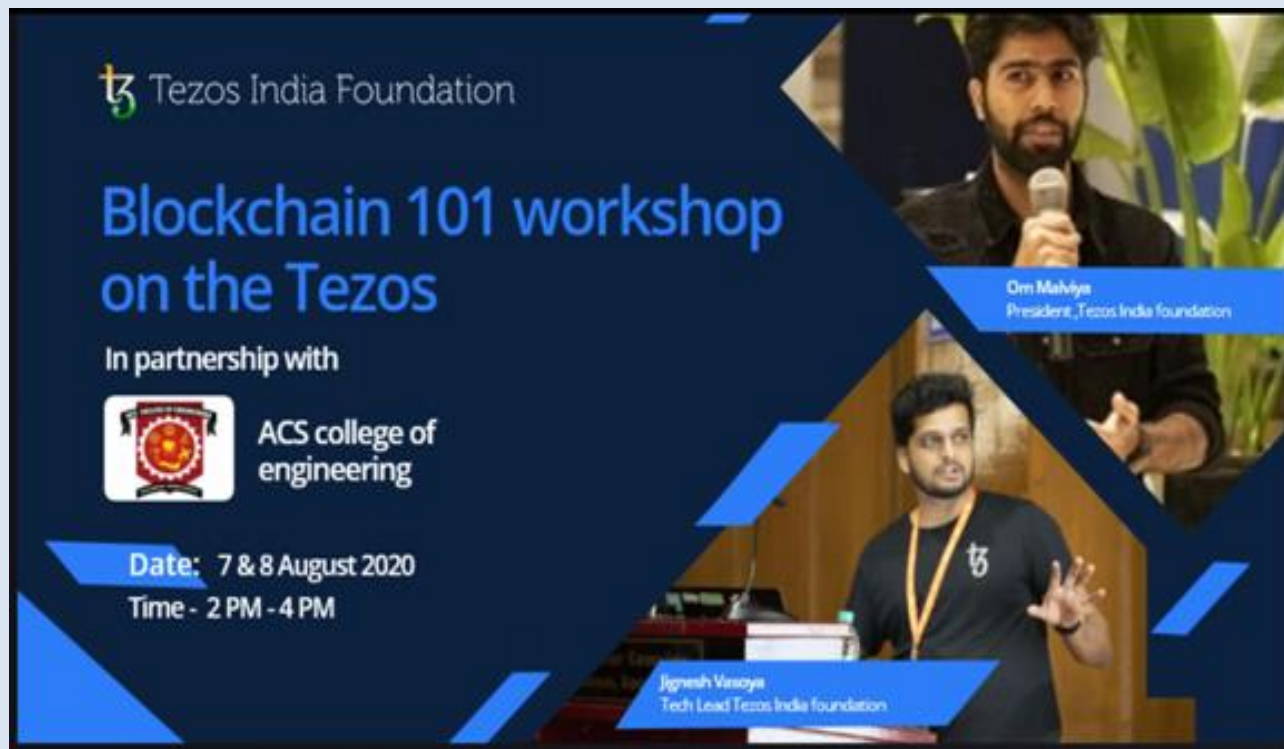 Tezos India Foundation
Blockchain 101 workshop
on the Tezos
In partnership with
ACS college of
engineering
Date: 7 & 8 August 2020
Time - 2 PM - 4 PM
Om Malviya
President ,Tezos India foundation
Jignesh Vasoya
Tech Lead Tezos India foundation